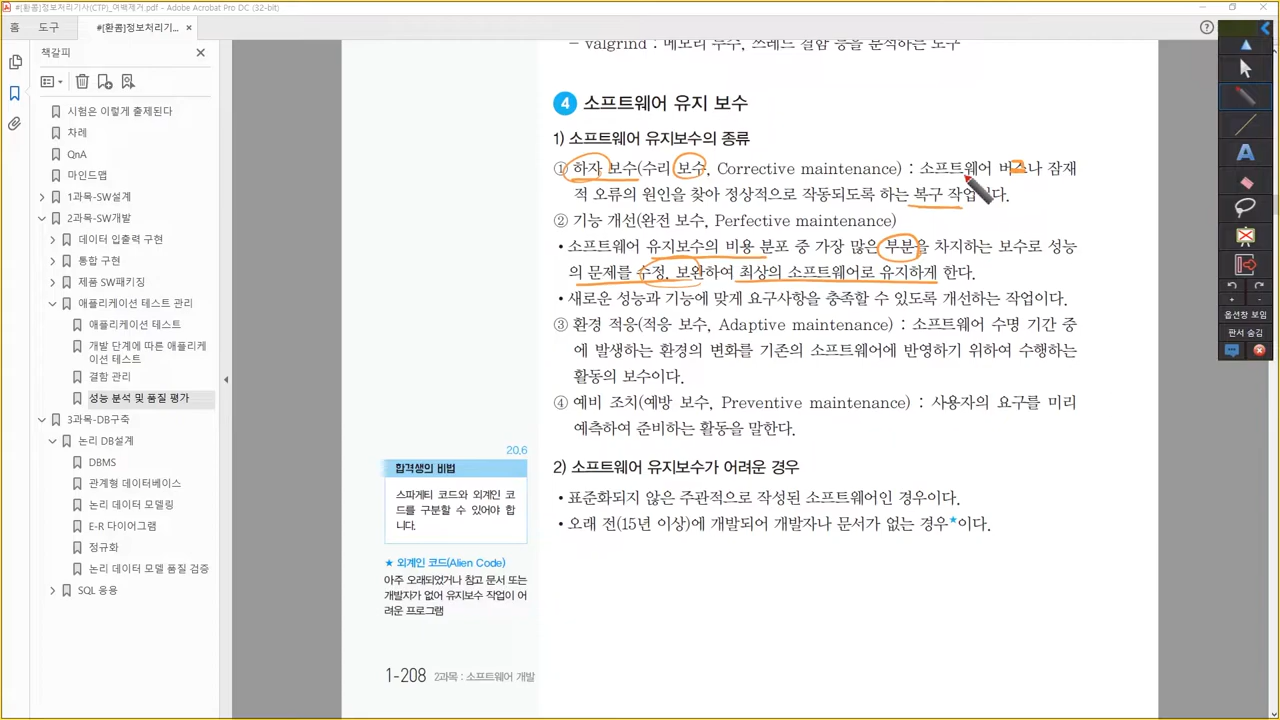 #[환콤]정보처리기사(CTP)_여백제거.pdf - Adobe Acrobat Pro DC (32-bit)
홈 도구 #[환콤]정보처리기... ×
책갈피
시험은 이렇게 출제된다
차례
QnA
마인드맵
1과목-SW설계
2과목-SW개발
데이터 입출력 구현
통합 구현
제품 SW패키징
애플리케이션 테스트 관리
애플리케이션 테스트
개발 단계에 따른 애플리케
이션 테스트
결함 관리
성능 분석 및 품질 평가
3과목-DB구축
논리 DB설계
DBMS
관계형 데이터베이스
논리 데이터 모델링
E-R 다이어그램
정규화
논리 데이터 모델 품질 검증
SQL 응용
– valgrind : 메모리 누수, 쓰레드 결함 등을 분석하는 도구
4 소프트웨어 유지 보수
1) 소프트웨어 유지보수의 종류
① 하자 보수(수리 보수, Corrective maintenance) : 소프트웨어 버그나 잠재
적 오류의 원인을 찾아 정상적으로 작동되도록 하는 복구 작업이다.
② 기능 개선(완전 보수, Perfective maintenance)
• 소프트웨어 유지보수의 비용 분포 중 가장 많은 부분을 차지하는 보수로 성능
의 문제를 수정, 보완하여 최상의 소프트웨어로 유지하게 한다.
• 새로운 성능과 기능에 맞게 요구사항을 충족할 수 있도록 개선하는 작업이다.
③ 환경 적응(적응 보수, Adaptive maintenance) : 소프트웨어 수명 기간 중
에 발생하는 환경의 변화를 기존의 소프트웨어에 반영하기 위하여 수행하는
활동의 보수이다.
④ 예비 조치(예방 보수, Preventive maintenance) : 사용자의 요구를 미리
예측하여 준비하는 활동을 말한다.
2) 소프트웨어 유지보수가 어려운 경우
• 표준화되지 않은 주관적으로 작성된 소프트웨어인 경우이다.
• 오래 전(15년 이상)에 개발되어 개발자나 문서가 없는 경우★이다.
20.6
합격생의 비법
스파게티 코드와 외계인 코
드를 구분할 수 있어야 합
니다.
★ 외계인 코드(Alien Code)
아주 오래되었거나 참고 문서 또는
개발자가 없어 유지보수 작업이 어
려운 프로그램
1-208 2과목 : 소프트웨어 개발
옵션창 보임
판서 숨김